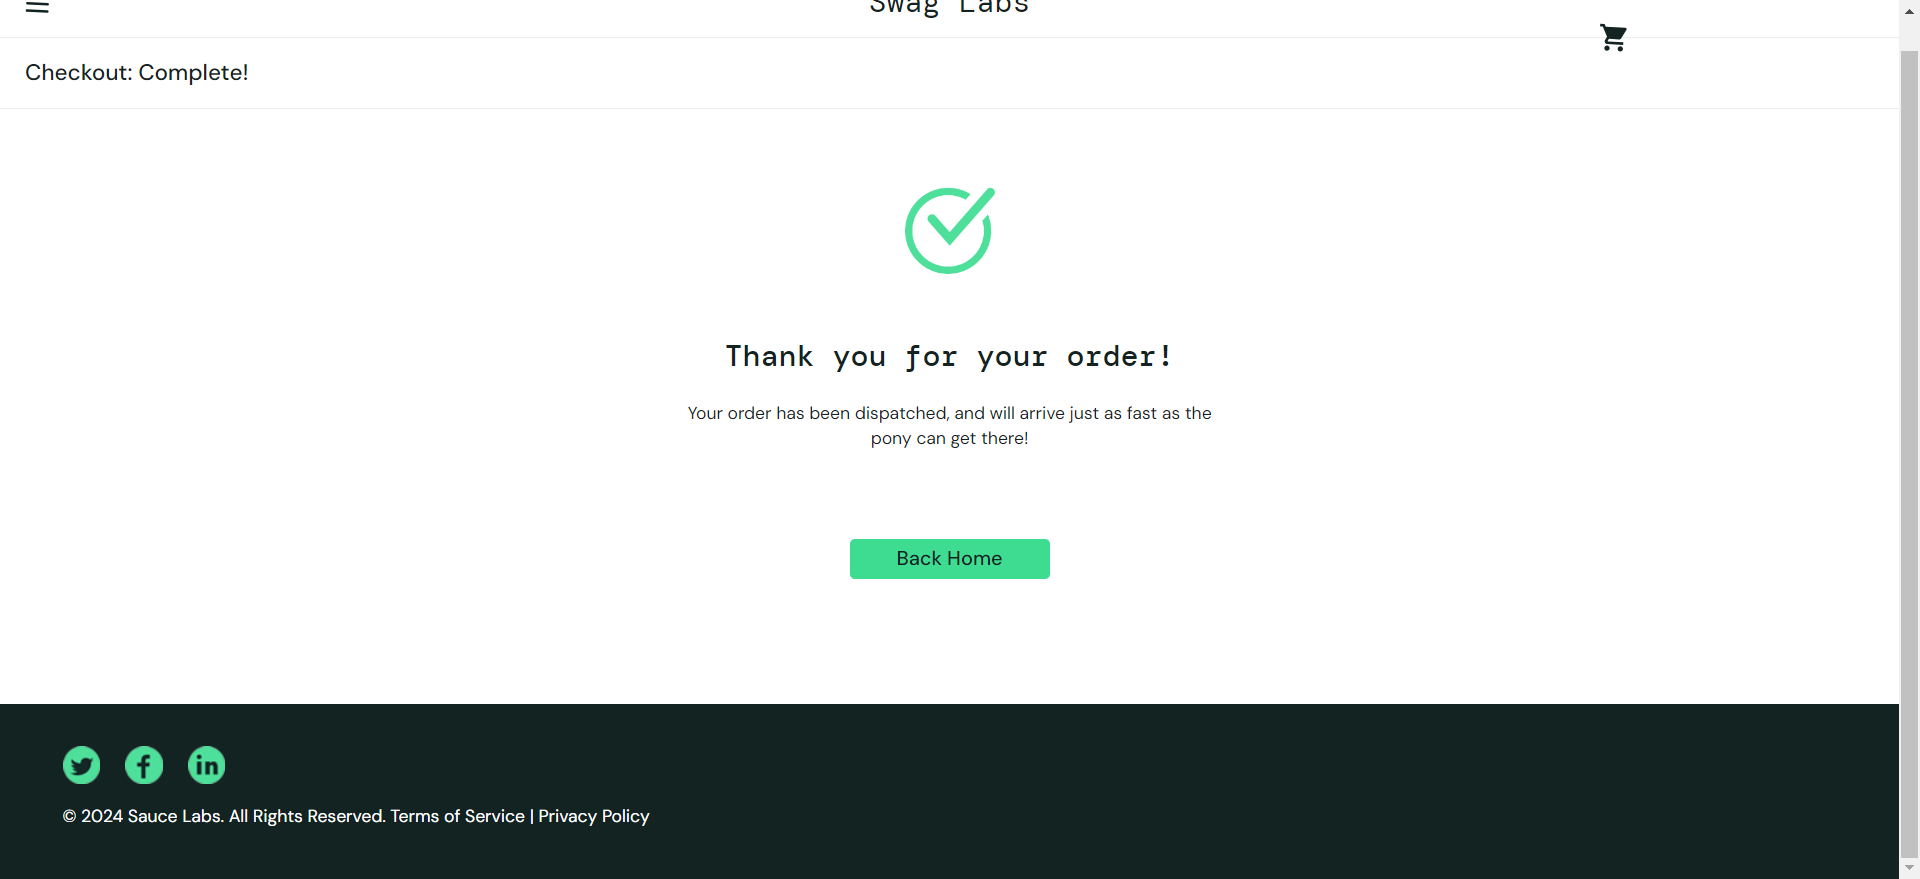 Swag Labs
Checkout: Complete!
Thank you for your order!
Your order has been dispatched, and will arrive just as fast as the
pony can get there!
Back Home
© 2024 Sauce Labs. All Rights Reserved. Terms of Service | Privacy Policy